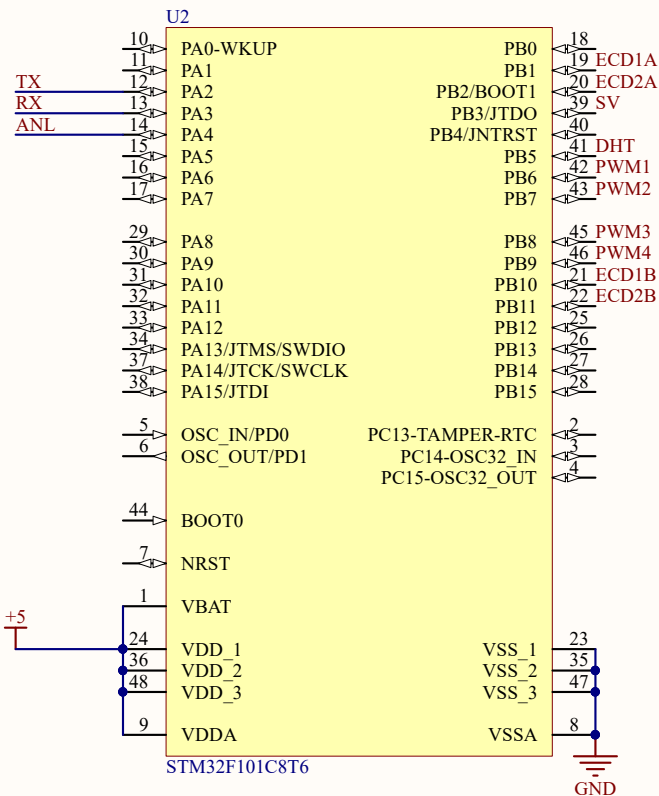 U2
10 PA0-WKUP PB0 18
11 PA1 PB1 19 ECD1A
TX 12 PA2 PB2/BOOT1 20 ECD2A
RX 13 PA3 PB3/JTDO 39 SV
ANL 14 PA4 PB4/JNTRST 40
15 PA5 PB5 41 DHT
16 PA6 PB6 42 PWM1
17 PA7 PB7 43 PWM2
29 PA8 PB8 45 PWM3
30 PA9 PB9 46 PWM4
31 PA10 PB10 21 ECD1B
32 PA11 PB11 22 ECD2B
33 PA12 PB12 25
34 PA13/JTMS/SWDIO PB13 26
37 PA14/JTCK/SWCLK PB14 27
38 PA15/JTDI PB15 28
5 OSC_IN/PD0 PC13-TAMPER-RTC 2
6 OSC_OUT/PD1 PC14-OSC32_IN 3
PC15-OSC32_OUT 4
44 BOOT0
7 NRST
1 VBAT
+5
24 VDD_1 VSS_1 23
36 VDD_2 VSS_2 35
48 VDD_3 VSS_3 47
9 VDDA VSSA 8
STM32F101C8T6
GND